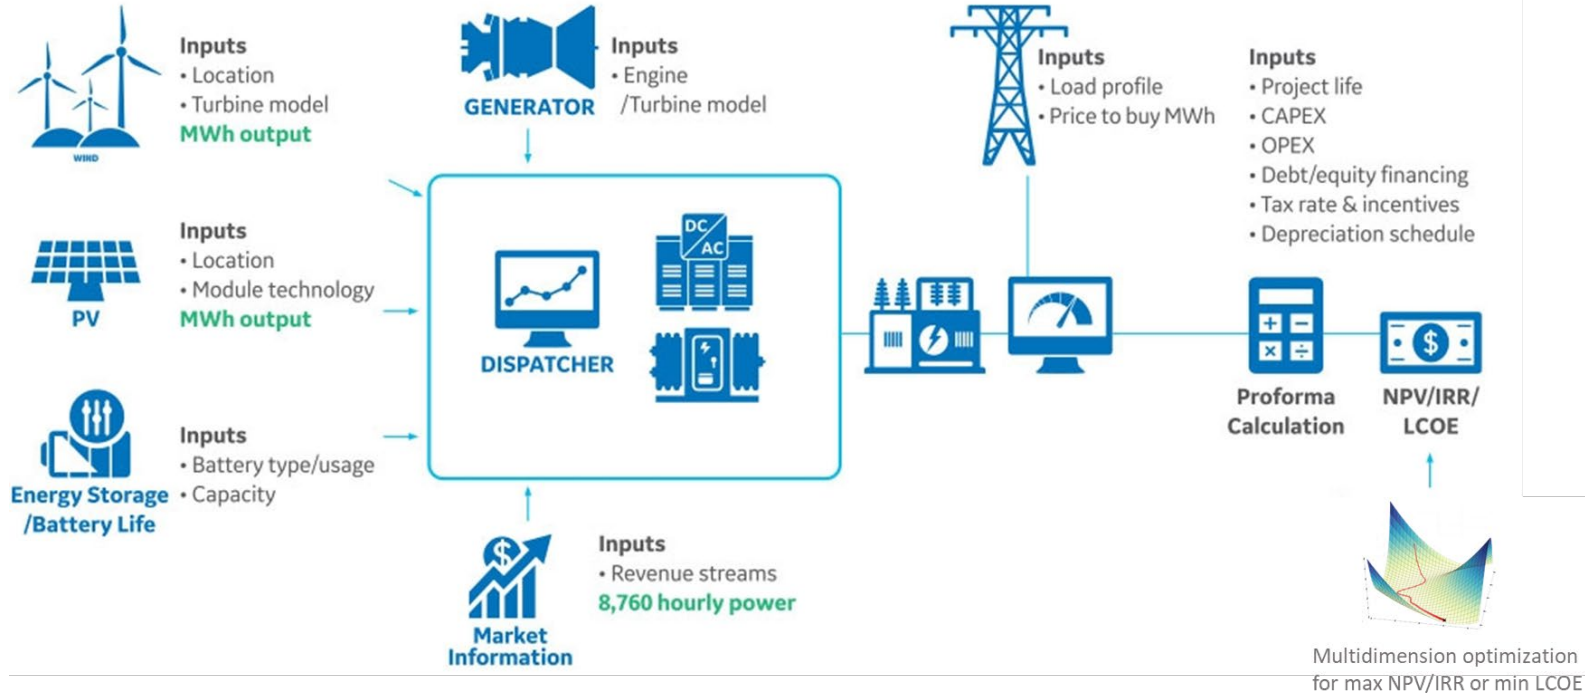 Inputs
• Location
• Turbine model
MWh output
WIND
GENERATOR
Inputs
• Engine
/Turbine model
Inputs
• Load profile
• Price to buy MWh
Inputs
• Project life
• CAPEX
• OPEX
• Debt/equity financing
• Tax rate & incentives
• Depreciation schedule
Inputs
• Location
• Module technology
MWh output
PV
DISPATCHER
DC
AC
+ −
× ÷
$
Proforma
Calculation
NPV/IRR/
LCOE
Inputs
• Battery type/usage
• Capacity
Energy Storage
/Battery Life
$
Market
Information
Inputs
• Revenue streams
8,760 hourly power
Multidimension optimization
for max NPV/IRR or min LCOE